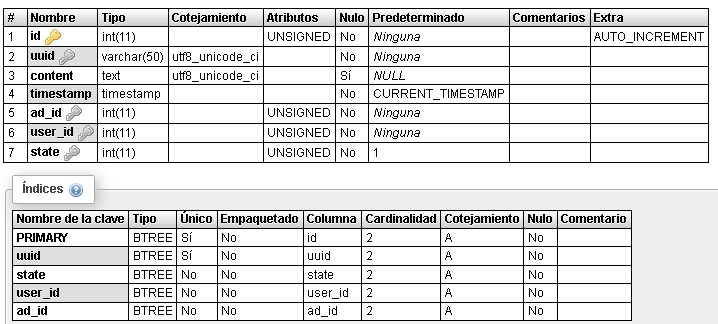 # Nombre Tipo Cotejamiento Atributos Nulo Predeterminado Comentarios Extra
1 id int(11) UNSIGNED No Ninguna AUTO_INCREMENT
2 uuid varchar(50) utf8_unicode_ci No Ninguna
3 content text utf8_unicode_ci Sí NULL
4 timestamp timestamp No CURRENT_TIMESTAMP
5 ad_id int(11) UNSIGNED No Ninguna
6 user_id int(11) UNSIGNED No Ninguna
7 state int(11) UNSIGNED No 1
Índices
Nombre de la clave Tipo Único Empaquetado Columna Cardinalidad Cotejamiento Nulo Comentario
PRIMARY BTREE Sí No id 2 A No
uuid BTREE Sí No uuid 2 A No
state BTREE No No state 2 A No
user_id BTREE No No user_id 2 A No
ad_id BTREE No No ad_id 2 A No